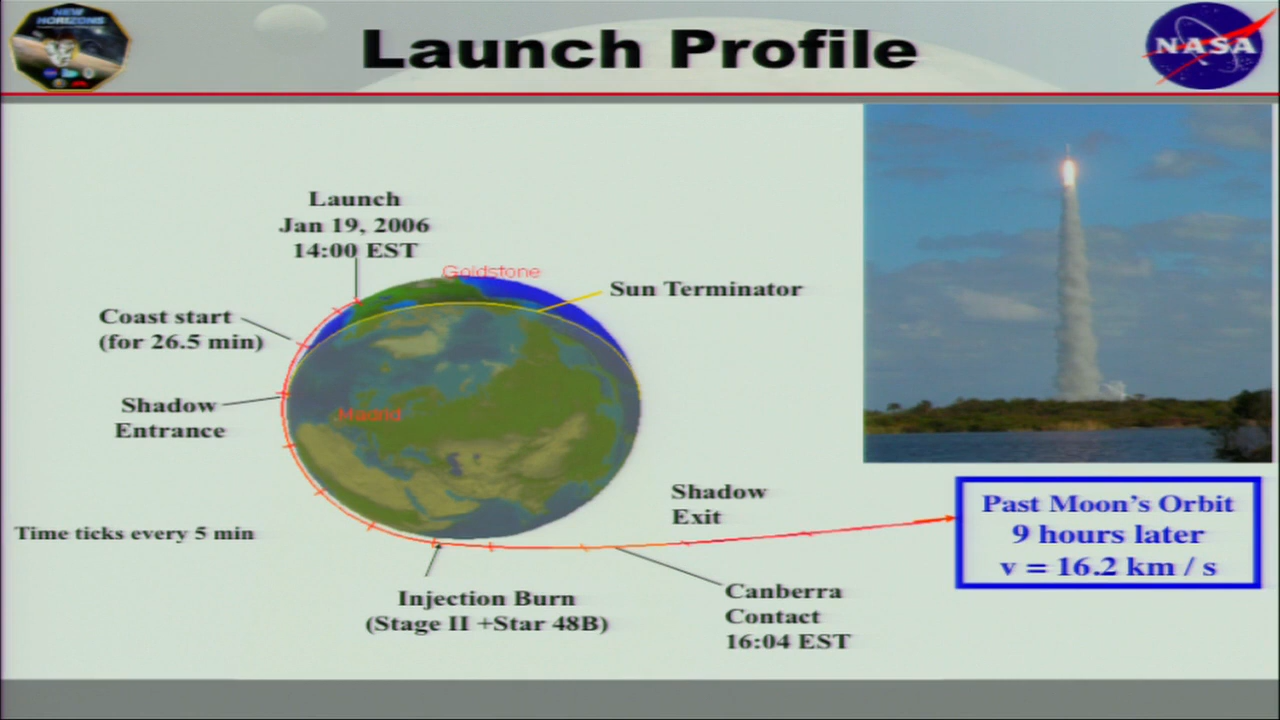 NEW
HORIZONS
Launch Profile
NASA
Launch
Jan 19, 2006
14:00 EST
Goldstone
Sun Terminator
Coast start
(for 26.5 min)
Shadow
Entrance
Madrid
Shadow
Exit
Past Moon's Orbit
9 hours later
v = 16.2 km / s
Time ticks every 5 min
Injection Burn
(Stage II +Star 48B)
Canberra
Contact
16:04 EST